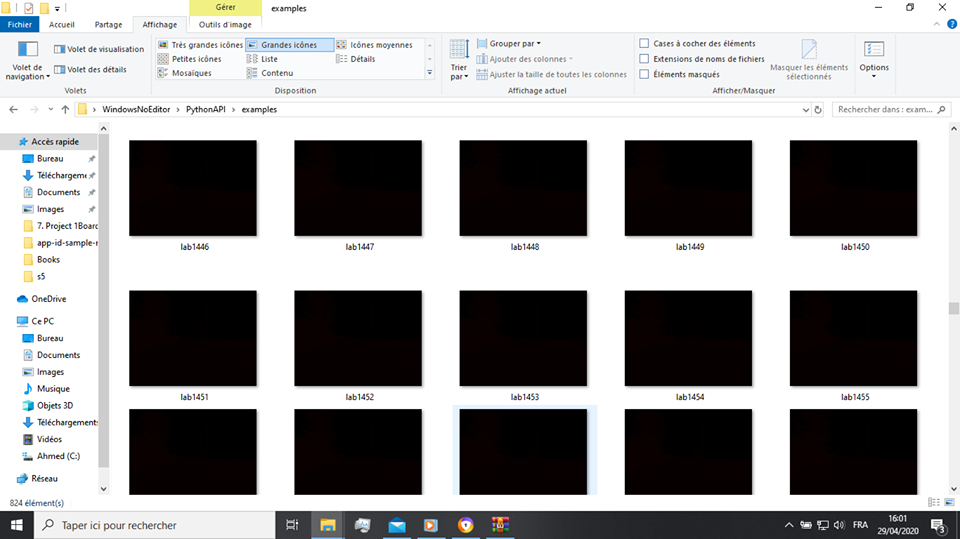 Gérer
examples
Fichier
Accueil
Partage
Affichage
Outils d'image
Volet de navigation
Volet de visualisation
Volet des détails
Volets
Très grandes icônes
Grandes icônes
Icônes moyennes
Petites icônes
Liste
Détails
Mosaïques
Contenu
Disposition
Trier par
Grouper par
Ajouter des colonnes
Ajuster la taille de toutes les colonnes
Affichage actuel
Cases à cocher des éléments
Extensions de noms de fichiers
Éléments masqués
Masquer les éléments sélectionnés
Afficher/Masquer
Options
WindowsNoEditor > PythonAPI > examples
Rechercher dans : exam...
Accès rapide
Bureau
Téléchargeme
Documents
Images
7. Project 1Board
app-id-sample-r
Books
s5
OneDrive
Ce PC
Bureau
Documents
Images
Musique
Objets 3D
Téléchargements
Vidéos
Ahmed (C:)
Réseau
lab1446 lab1447 lab1448 lab1449 lab1450
lab1451 lab1452 lab1453 lab1454 lab1455
824 élément(s)
Taper ici pour rechercher
FRA
16:01
29/04/2020
3